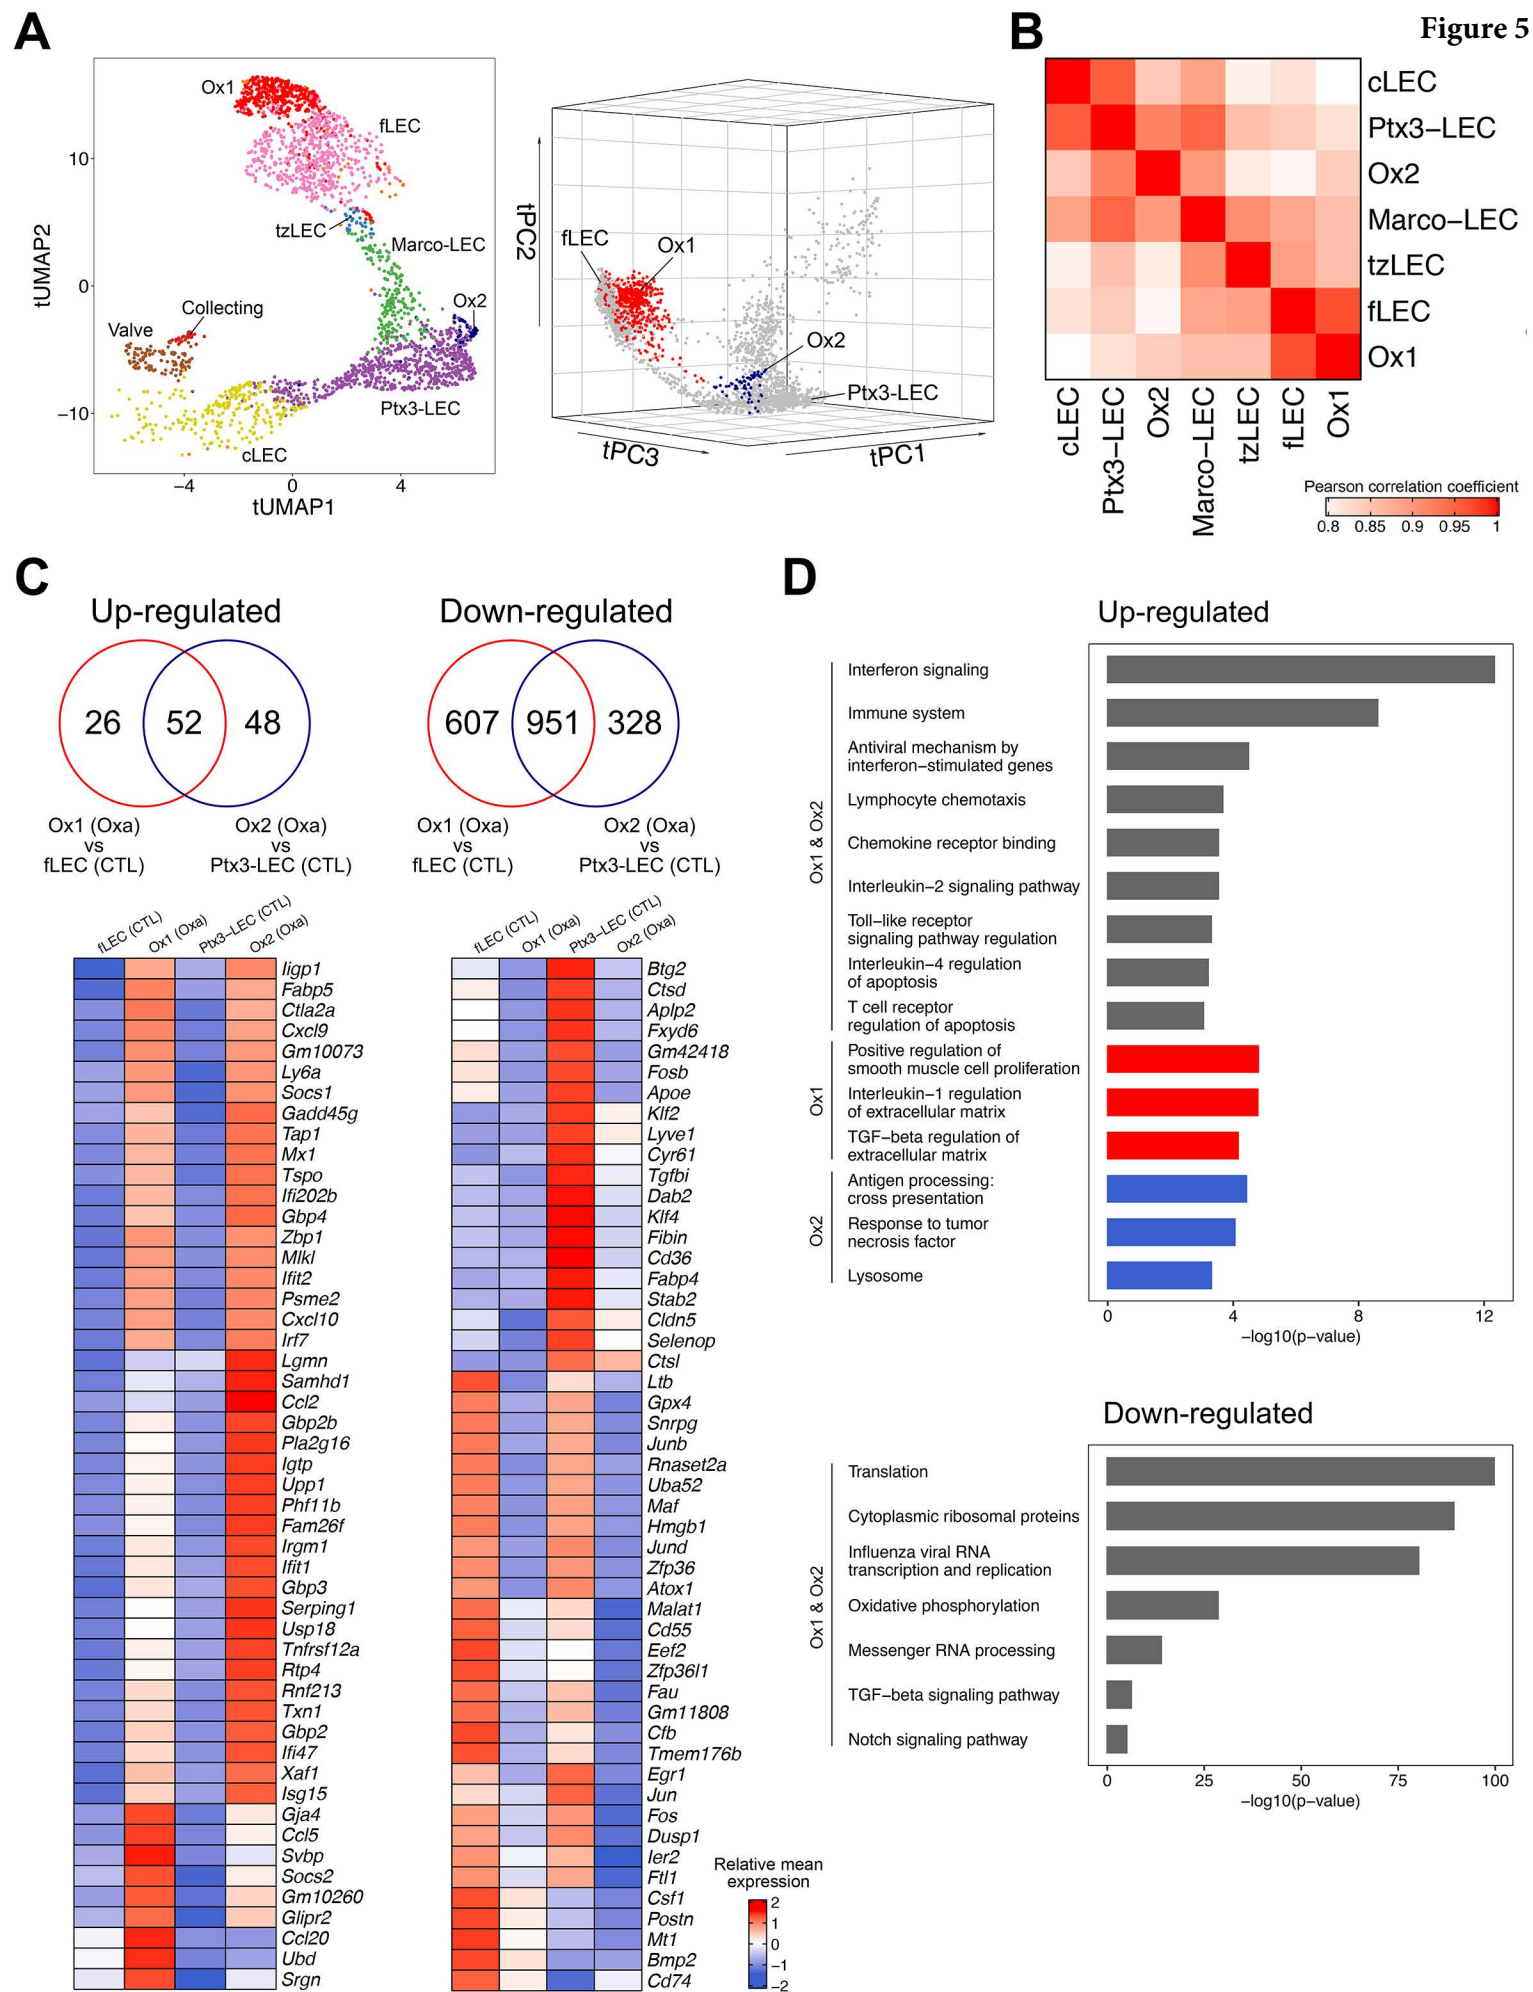 Figure 5
A
Ox1
fLEC
tzLEC
Marco-LEC
Collecting
Valve
Ox2
Ptx3-LEC
cLEC
10
0
−10
−4
0
4
tUMAP2
tUMAP1
fLEC
Ox1
Ox2
Ptx3-LEC
tPC2
tPC3
tPC1
B
cLEC
Ptx3−LEC
Ox2
Marco−LEC
tzLEC
fLEC
Ox1
cLEC
Ptx3−LEC
Ox2
Marco−LEC
tzLEC
fLEC
Ox1
Pearson correlation coefficient
0.8 0.85 0.9 0.95 1
C
Up-regulated
26 52 48
Ox1 (Oxa)
vs
fLEC (CTL)
Ox2 (Oxa)
vs
Ptx3-LEC (CTL)
Down-regulated
607 951 328
Ox1 (Oxa)
vs
fLEC (CTL)
Ox2 (Oxa)
vs
Ptx3-LEC (CTL)
fLEC (CTL)
Ox1 (Oxa)
Ptx3−LEC (CTL)
Ox2 (Oxa)
Iigp1
Fabp5
Ctla2a
Cxcl9
Gm10073
Ly6a
Socs1
Gadd45g
Tap1
Mx1
Tspo
Ifi202b
Gbp4
Zbp1
Mlkl
Ifit2
Psme2
Cxcl10
Irf7
Lgmn
Samhd1
Ccl2
Gbp2b
Pla2g16
Igtp
Upp1
Phf11b
Fam26f
Irgm1
Ifit1
Gbp3
Serping1
Usp18
Tnfrsf12a
Rtp4
Rnf213
Txn1
Gbp2
Ifi47
Xaf1
Isg15
Gja4
Ccl5
Svbp
Socs2
Gm10260
Glipr2
Ccl20
Ubd
Srgn
fLEC (CTL)
Ox1 (Oxa)
Ptx3−LEC (CTL)
Ox2 (Oxa)
Btg2
Ctsd
Aplp2
Fxyd6
Gm42418
Fosb
Apoe
Klf2
Lyve1
Cyr61
Tgfbi
Dab2
Klf4
Fibin
Cd36
Fabp4
Stab2
Cldn5
Selenop
Ctsl
Ltb
Gpx4
Snrpg
Junb
Rnaset2a
Uba52
Maf
Hmgb1
Jund
Zfp36
Atox1
Malat1
Cd55
Eef2
Zfp36l1
Fau
Gm11808
Cfb
Tmem176b
Egr1
Jun
Fos
Dusp1
Ier2
Ftl1
Csf1
Postn
Mt1
Bmp2
Cd74
Relative mean
expression
2
1
0
−1
−2
D
Up-regulated
Ox1 & Ox2
Interferon signaling
Immune system
Antiviral mechanism by
interferon−stimulated genes
Lymphocyte chemotaxis
Chemokine receptor binding
Interleukin−2 signaling pathway
Toll−like receptor
signaling pathway regulation
Interleukin−4 regulation
of apoptosis
T cell receptor
regulation of apoptosis
Ox1
Positive regulation of
smooth muscle cell proliferation
Interleukin−1 regulation
of extracellular matrix
TGF−beta regulation of
extracellular matrix
Ox2
Antigen processing:
cross presentation
Response to tumor
necrosis factor
Lysosome
0 4 8 12
−log10(p−value)
Down-regulated
Ox1 & Ox2
Translation
Cytoplasmic ribosomal proteins
Influenza viral RNA
transcription and replication
Oxidative phosphorylation
Messenger RNA processing
TGF−beta signaling pathway
Notch signaling pathway
0 25 50 75 100
−log10(p−value)